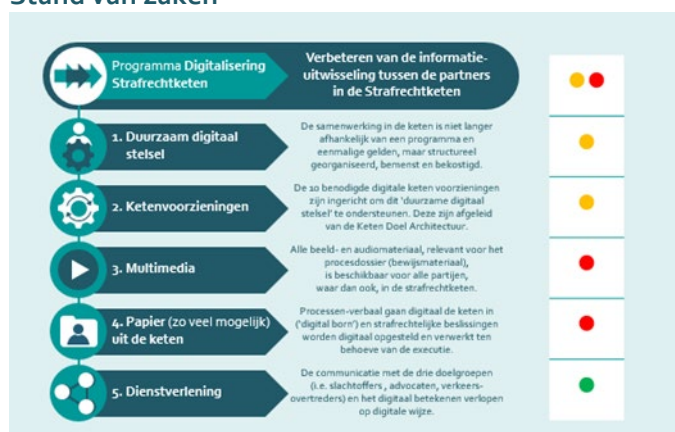 Stand van zaken
Programma Digitalisering
Strafrechtketen
Verbeteren van de informatie-
uitwisseling tussen de partners
in de Strafrechtketen
1. Duurzaam digitaal
stelsel
De samenwerking in de keten is niet langer
afhankelijk van een programma en
eenmalige gelden, maar structureel
georganiseerd, bemenst en bekostigd.
2. Ketenvoorzieningen
De 10 benodigde digitale keten voorzieningen
zijn ingericht om dit 'duurzame digitaal
stelsel' te ondersteunen. Deze zijn afgeleid
van de Keten Doel Architectuur.
3. Multimedia
Alle beeld- en audiomateriaal, relevant voor het
procesdossier (bewijsmateriaal),
is beschikbaar voor alle partijen,
waar dan ook, in de strafrechtketen.
4. Papier (zo veel mogelijk)
uit de keten
Processen-verbaal gaan digitaal de keten in
('digital born') en strafrechtelijke beslissingen
worden digitaal opgesteld en verwerkt ten
behoeve van de executie.
5. Dienstverlening
De communicatie met de drie doelgroepen
(i.e. slachtoffers , advocaten, verkeers-
overtreders) en het digitaal betekenen verlopen
op digitale wijze.